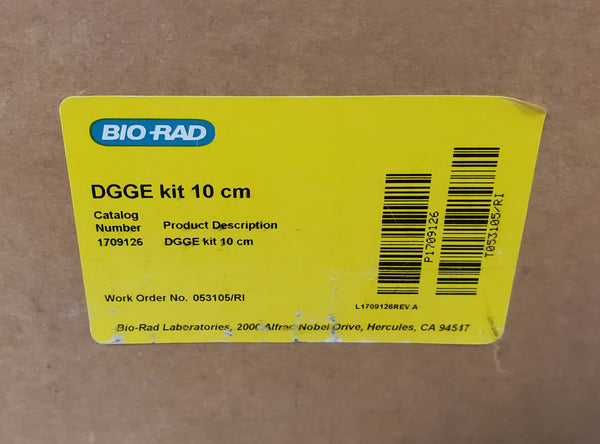 BIO-RAD
DGGE kit 10 cm
Catalog
Number Product Description
1709126 DGGE kit 10 cm
Work Order No. 053105/RI
P1709126
T053105/RI
L1709126REV.A
Bio-Rad Laboratories, 2000 Alfred Nobel Drive, Hercules, CA 94547